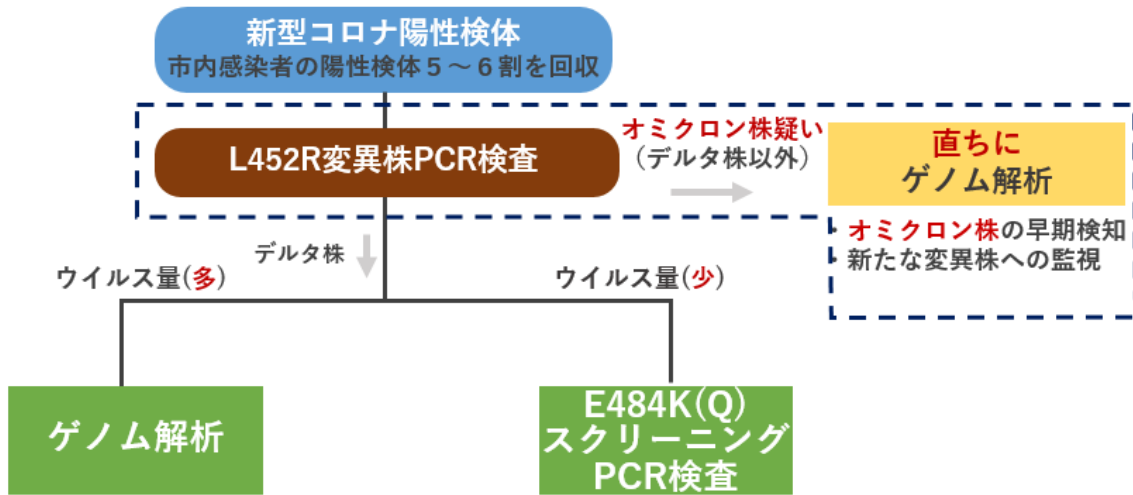 新型コロナ陽性検体
市内感染者の陽性検体５～６割を回収
L452R変異株PCR検査
オミクロン株疑い
（デルタ株以外）
直ちに
ゲノム解析
・オミクロン株の早期検知
・新たな変異株への監視
デルタ株
ウイルス量(多)
ウイルス量(少)
ゲノム解析
E484K(Q)
スクリーニング
PCR検査